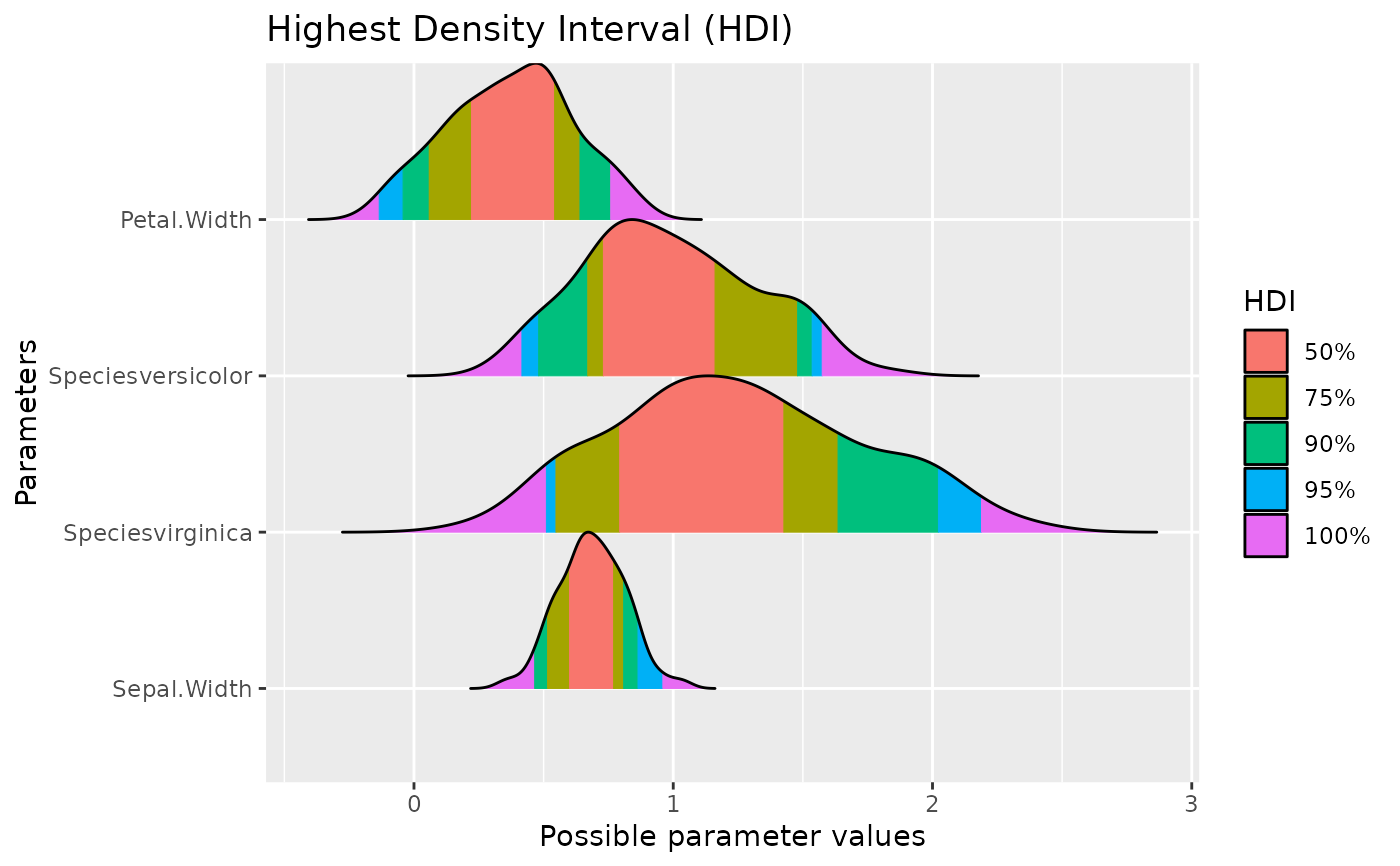 Highest Density Interval (HDI)
Parameters
Petal.Width
Speciesversicolor
Speciesvirginica
Sepal.Width
0 1 2 3
Possible parameter values
HDI
50%
75%
90%
95%
100%